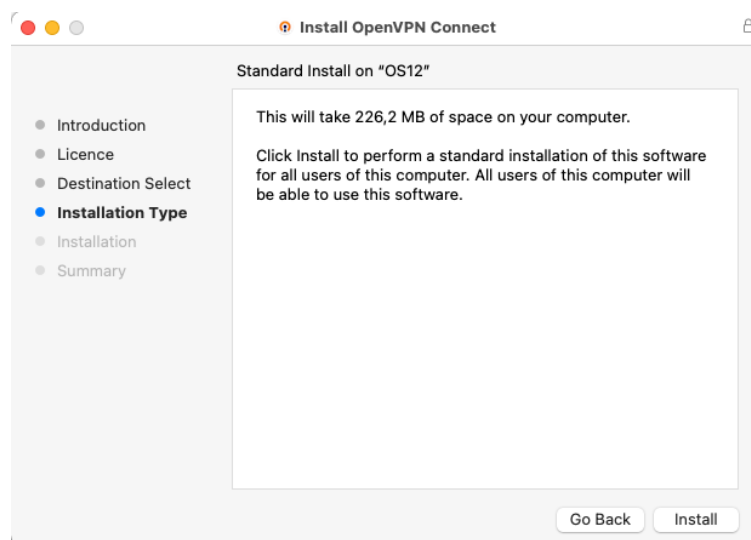 Install OpenVPN Connect
Standard Install on “OS12”
Introduction
Licence
Destination Select
Installation Type
Installation
Summary
This will take 226,2 MB of space on your computer.
Click Install to perform a standard installation of this software
for all users of this computer. All users of this computer will
be able to use this software.
Go Back
Install